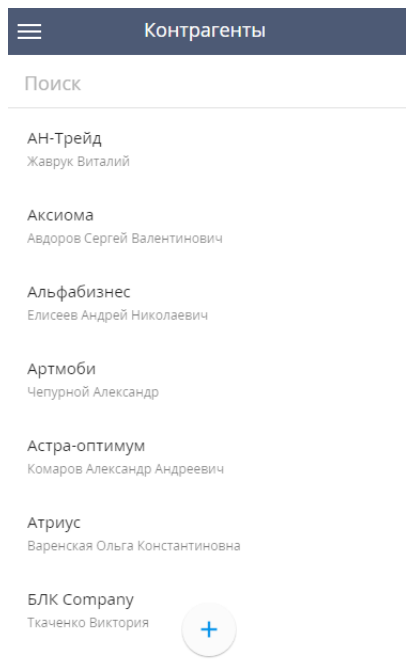 Контрагенты
Поиск
АН-Трейд
Жаврук Виталий
Аксиома
Авдоров Сергей Валентинович
Альфабизнес
Елисеев Андрей Николаевич
Артмоби
Чепурной Александр
Астра-оптимум
Комаров Александр Андреевич
Атриус
Варенская Ольга Константиновна
БЛК Company
Ткаченко Виктория
+